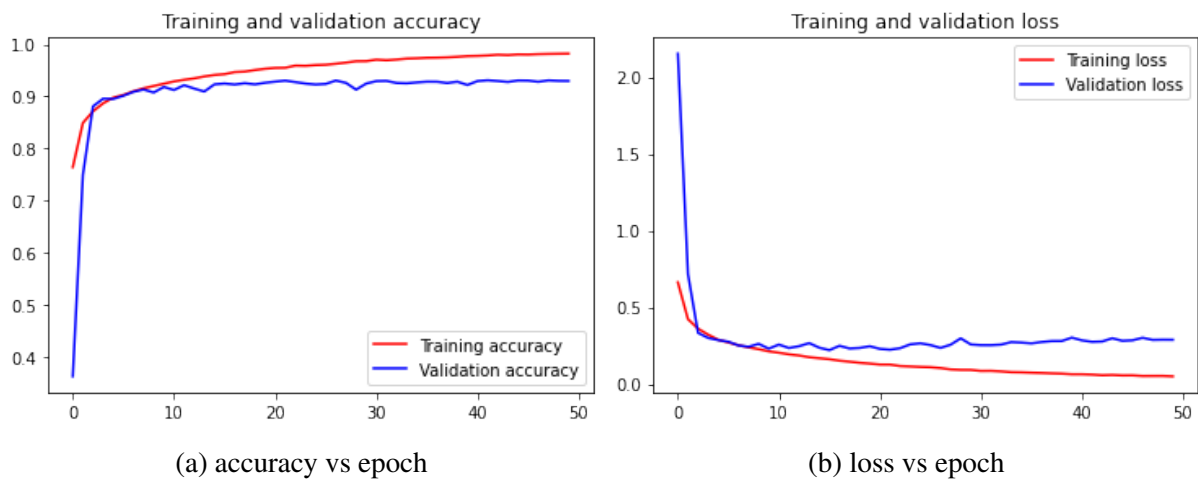 Training and validation accuracy
1.0
0.9
0.8
0.7
0.6
0.5
0.4
0 10 20 30 40 50
Training accuracy
Validation accuracy
(a) accuracy vs epoch
Training and validation loss
Training loss
Validation loss
2.0
1.5
1.0
0.5
0.0
0 10 20 30 40 50
(b) loss vs epoch